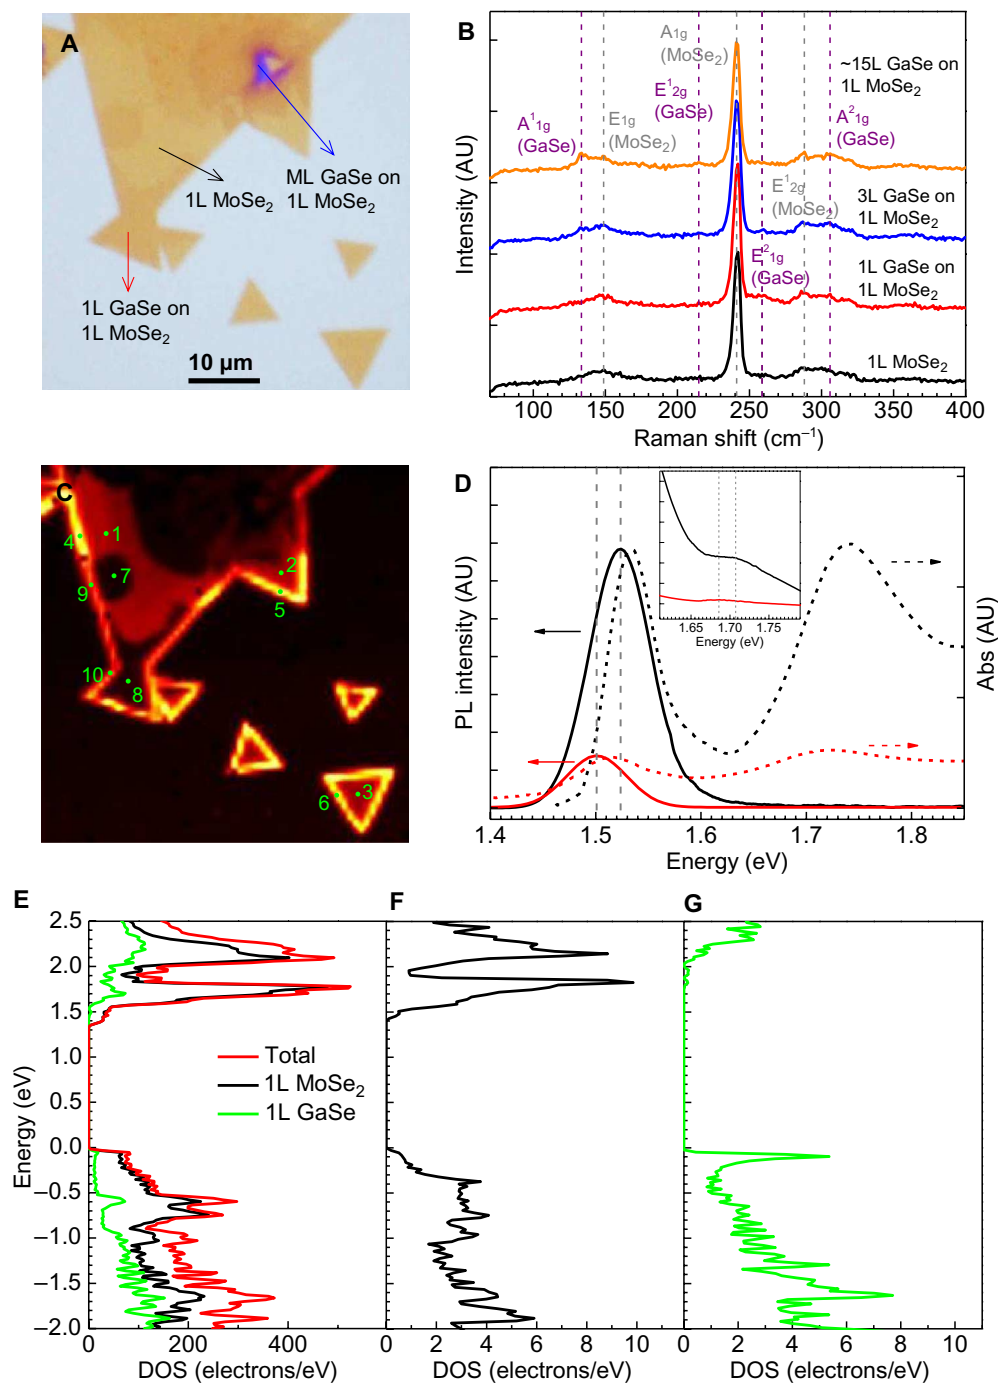 A
1L MoSe₂
ML GaSe on
1L MoSe₂
1L GaSe on
1L MoSe₂
10 µm
B
A₁g
(MoSe₂)
~15L GaSe on
1L MoSe₂
E¹₂g
(GaSe)
A¹₁g
(GaSe)
E₁g
(MoSe₂)
A²₁g
(GaSe)
E¹₂g
(MoSe₂)
3L GaSe on
1L MoSe₂
E²₁g
(GaSe)
1L GaSe on
1L MoSe₂
1L MoSe₂
Intensity (AU)
100 150 200 250 300 350 400
Raman shift (cm⁻¹)
C
1
4
2
7
9
5
10
8
6
3
D
PL intensity (AU)
Abs (AU)
1.65 1.70 1.75
Energy (eV)
1.4 1.5 1.6 1.7 1.8
Energy (eV)
E
2.5
2.0
1.5
1.0
0.5
0.0
−0.5
−1.0
−1.5
−2.0
Energy (eV)
Total
1L MoSe₂
1L GaSe
0 200 400
DOS (electrons/eV)
F
0 2 4 6 8 10
DOS (electrons/eV)
G
0 2 4 6 8 10
DOS (electrons/eV)